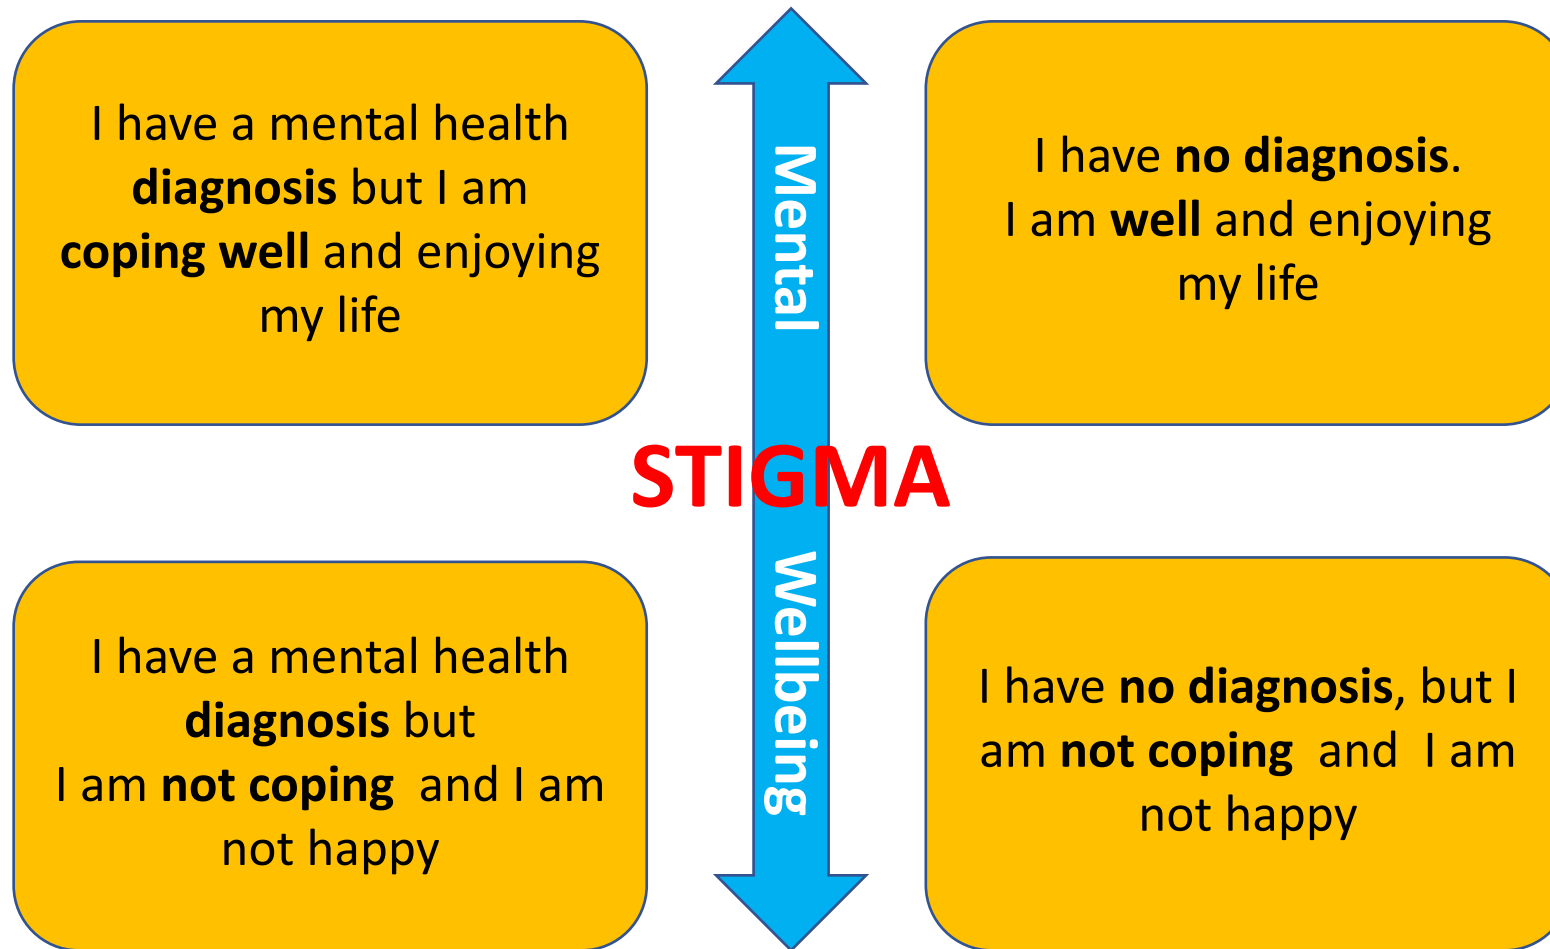 I have a mental health
diagnosis but I am
coping well and enjoying
my life
I have no diagnosis.
I am well and enjoying
my life
Mental
STIGMA
Wellbeing
I have a mental health
diagnosis but
I am not coping  and I am
not happy
I have no diagnosis, but I
am not coping  and  I am
not happy